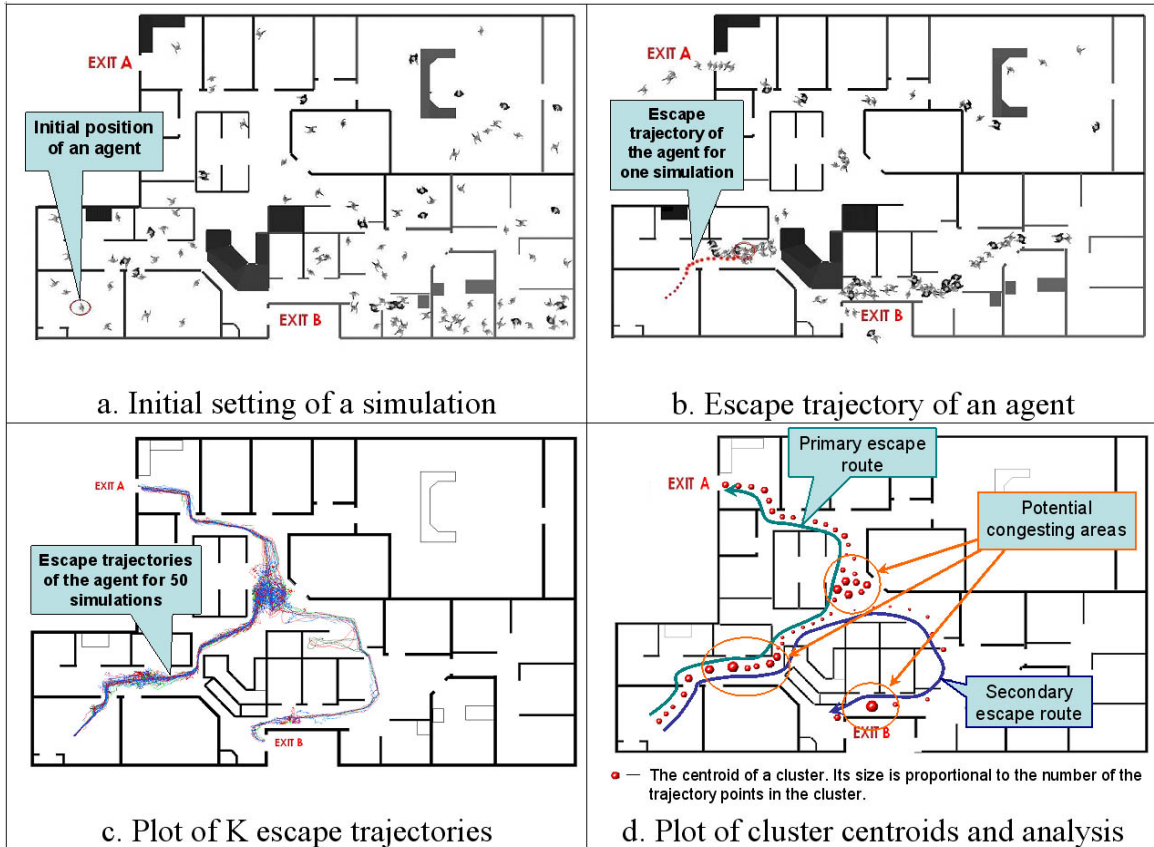 EXIT A
Initial position
of an agent
EXIT B
a. Initial setting of a simulation
EXIT A
Escape
trajectory of
the agent for
one simulation
EXIT B
b. Escape trajectory of an agent
EXIT A
Escape trajectories
of the agent for 50
simulations
EXIT B
c. Plot of K escape trajectories
Primary escape
route
EXIT A
Potential
congesting areas
Secondary
escape route
EXIT B
— The centroid of a cluster. Its size is proportional to the number of the
trajectory points in the cluster.
d. Plot of cluster centroids and analysis